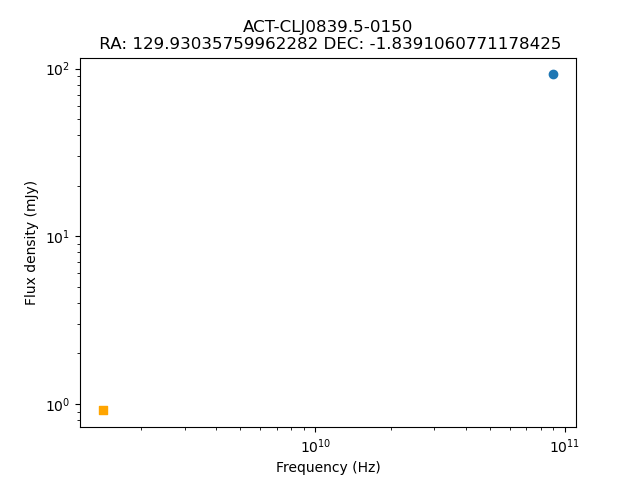 ACT-CLJ0839.5-0150
RA: 129.93035759962282 DEC: -1.8391060771178425
Flux density (mJy)
10²
10¹
10⁰
10¹⁰
10¹¹
Frequency (Hz)